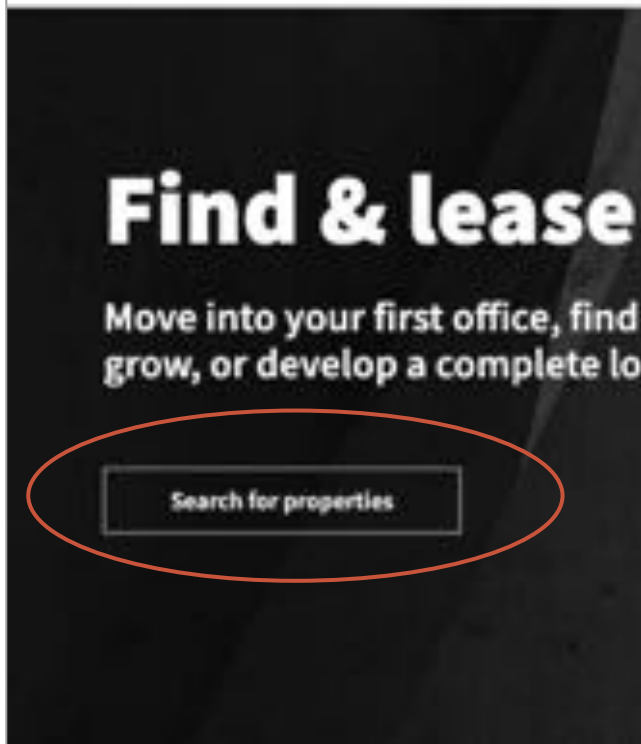 Find & lease
Move into your first office, find
grow, or develop a complete lo
Search for properties